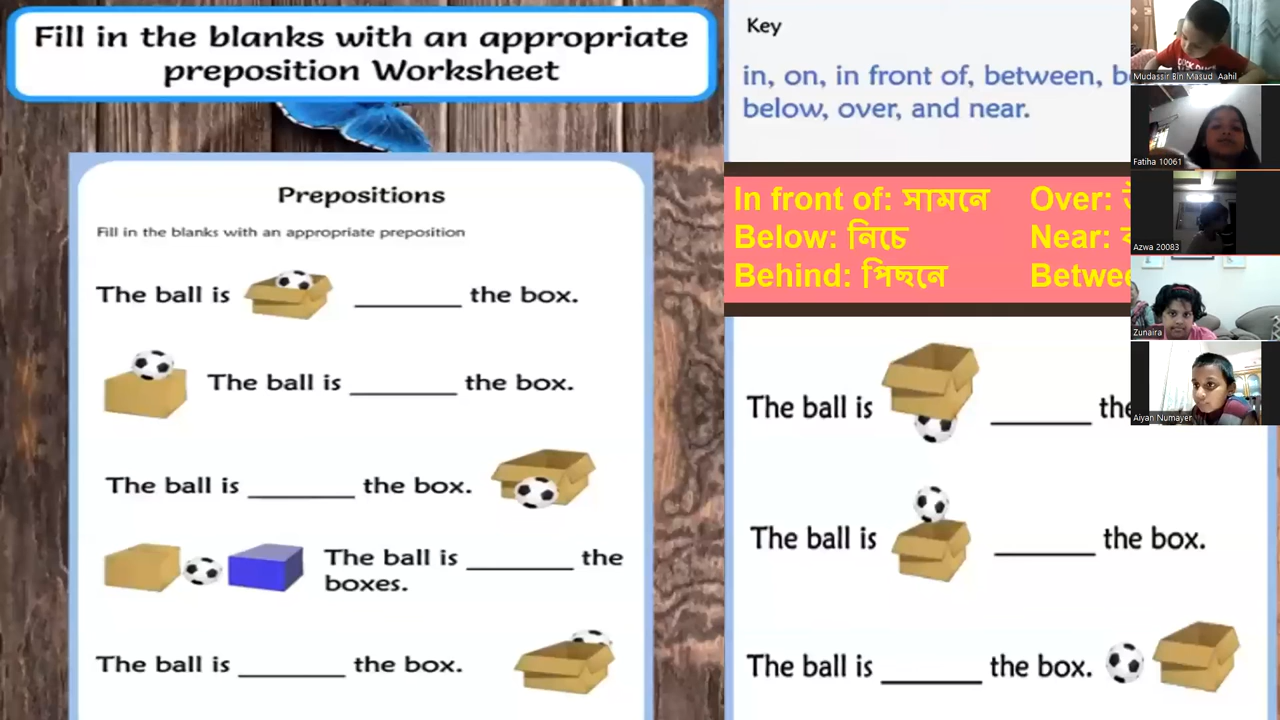 Fill in the blanks with an appropriate
preposition Worksheet
Prepositions
Fill in the blanks with an appropriate preposition
The ball is ________ the box.
The ball is ________ the box.
The ball is ________ the box.
The ball is ________ the
boxes.
The ball is ________ the box.
Key
in, on, in front of, between,
below, over, and near.
In front of: সামনে
Over:
Below: নিচে
Near:
Behind: পিছনে
The ball is ________
The ball is ________ the box.
The ball is ________ the box.
Mudassir Bin Masud Aahil
Fatiha 10061
Azwa 20083
Zunaira
Aiyan Numayer